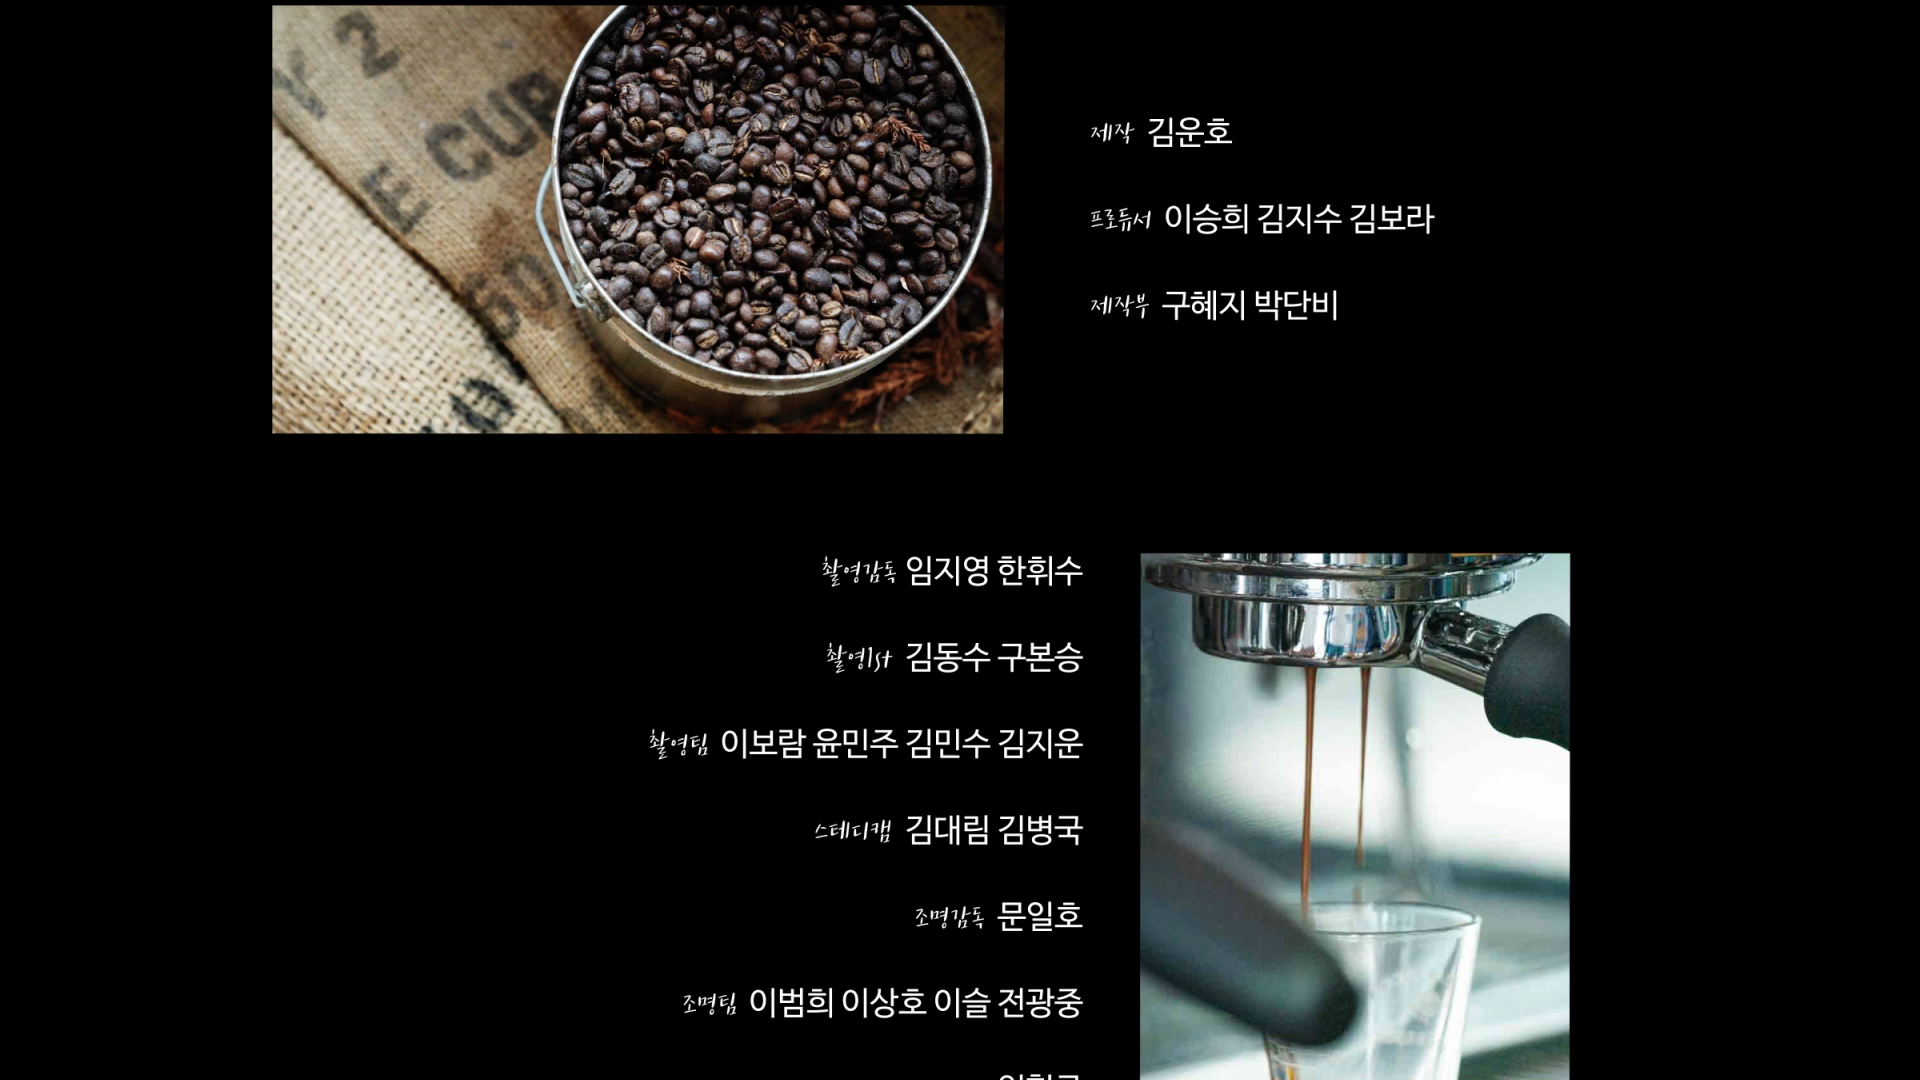 Y 2
E CUP
제작 김운호
프로듀서 이승희 김지수 김보라
제작부 구혜지 박단비
촬영감독 임지영 한휘수
촬영1st 김동수 구본승
촬영팀 이보람 윤민주 김민수 김지운
스테디캠 김대림 김병국
조명감독 문일호
조명팀 이범희 이상호 이슬 전광중